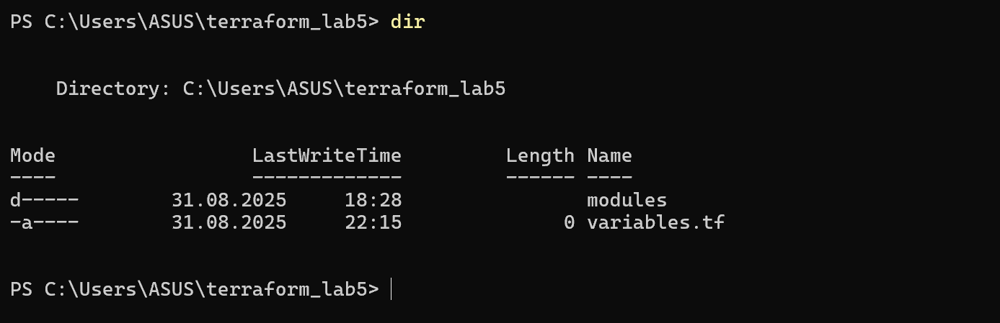 PS C:\Users\ASUS\terraform_lab5> dir
Directory: C:\Users\ASUS\terraform_lab5
Mode                 LastWriteTime         Length Name
----                 -------------         ------ ----
d-----        31.08.2025     18:28                modules
-a----        31.08.2025     22:15              0 variables.tf
PS C:\Users\ASUS\terraform_lab5>